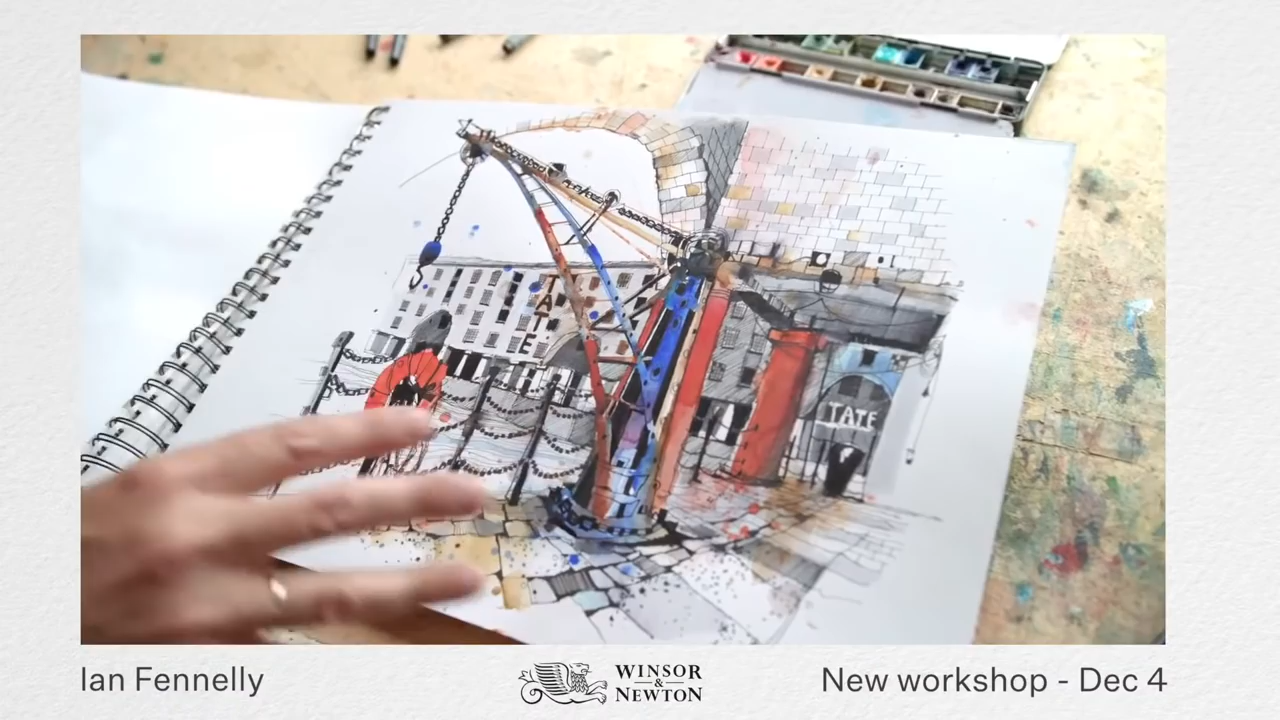 TATE
TATE
Ian Fennelly
WINSOR
&
NEWTON
New workshop - Dec 4